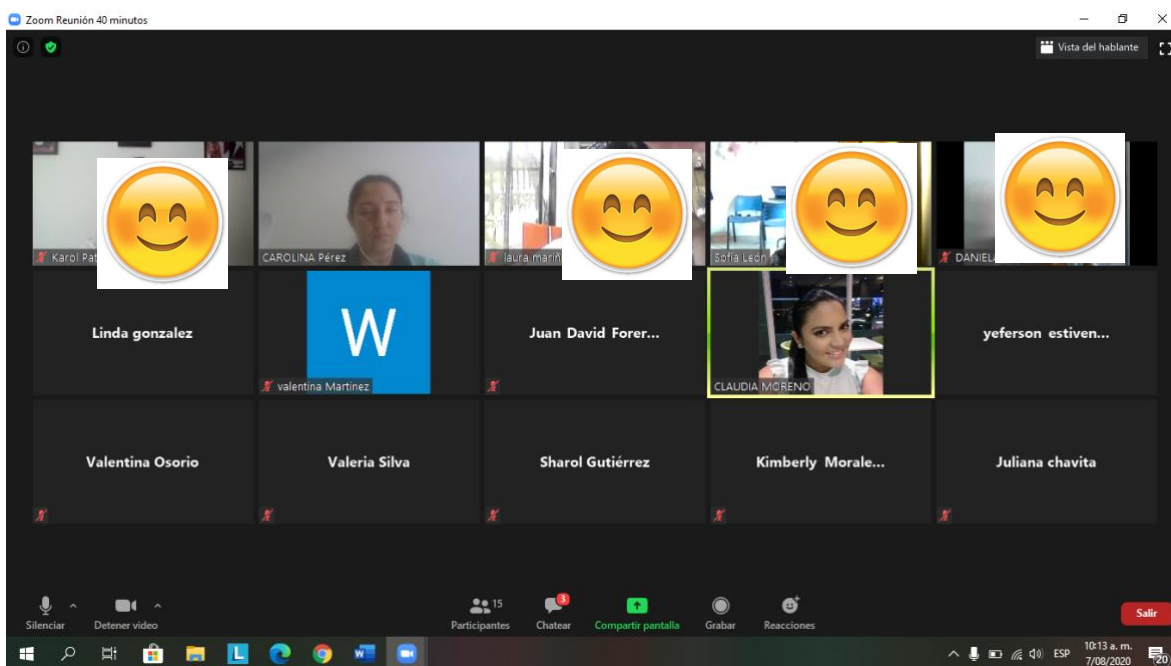 Zoom Reunión 40 minutos
Vista del hablante
Karol Pat
CAROLINA Pérez
laura mariñ
Sofia Leon
DANIEL
Linda gonzalez
W
valentina Martinez
Juan David Forer...
CLAUDIA MORENO
yeferson estiven...
Valentina Osorio
Valeria Silva
Sharol Gutiérrez
Kimberly Morale...
Juliana chavita
Silenciar
Detener video
15
Participantes
3
Chatear
Compartir pantalla
Grabar
Reacciones
Salir
L
ESP
10:13 a. m.
7/08/2020
20